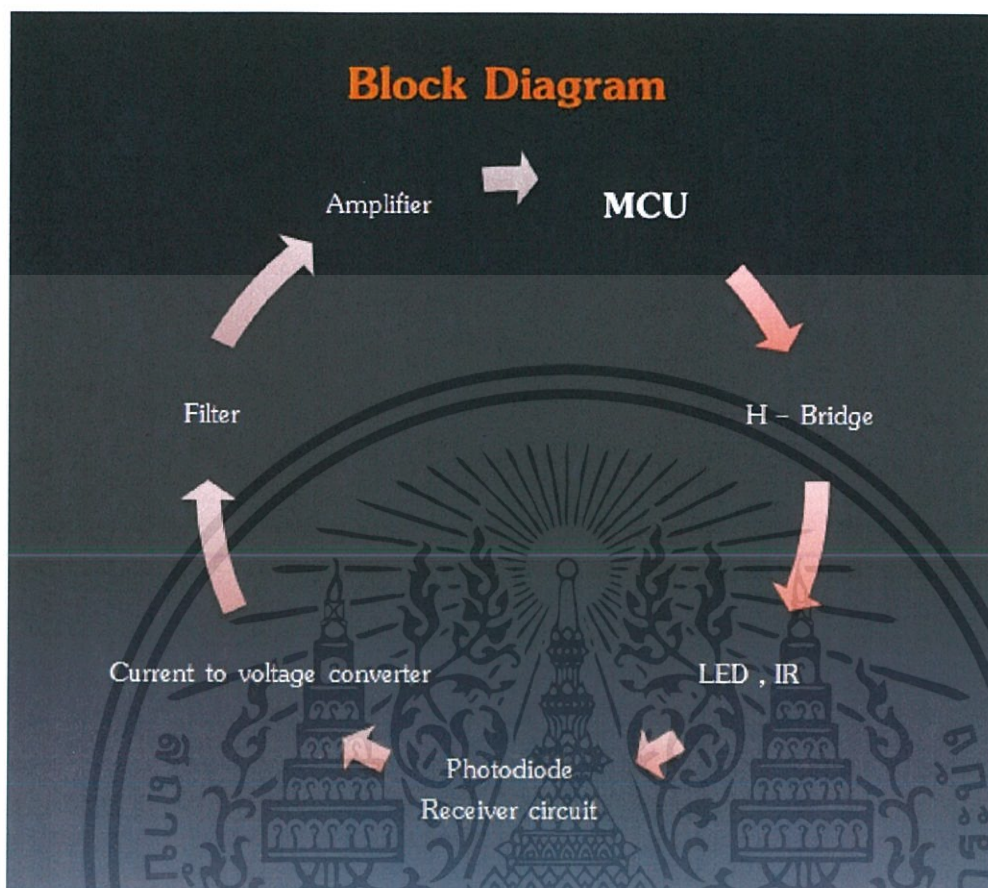 Block Diagram
Amplifier
MCU
Filter
H – Bridge
Current to voltage converter
LED , IR
Photodiode
Receiver circuit